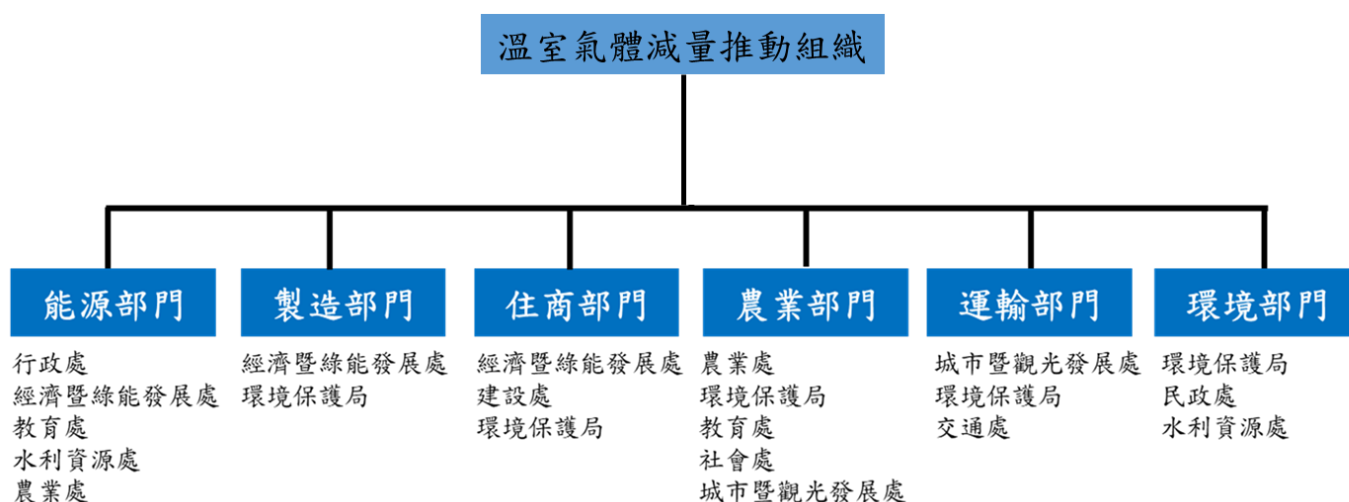 溫室氣體減量推動組織
能源部門
行政處
經濟暨綠能發展處
教育處
水利資源處
農業處
製造部門
經濟暨綠能發展處
環境保護局
住商部門
經濟暨綠能發展處
建設處
環境保護局
農業部門
農業處
環境保護局
教育處
社會處
城市暨觀光發展處
運輸部門
城市暨觀光發展處
環境保護局
交通處
環境部門
環境保護局
民政處
水利資源處